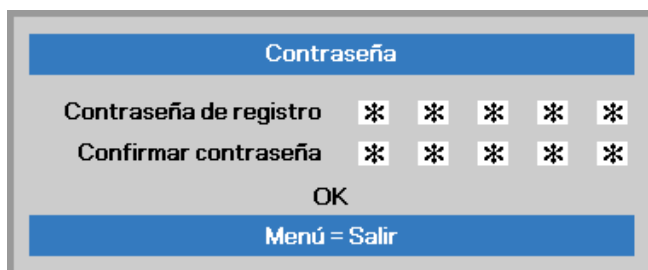 Contraseña
Contraseña de registro * * * * *
Confirmar contraseña * * * * *
OK
Menú = Salir